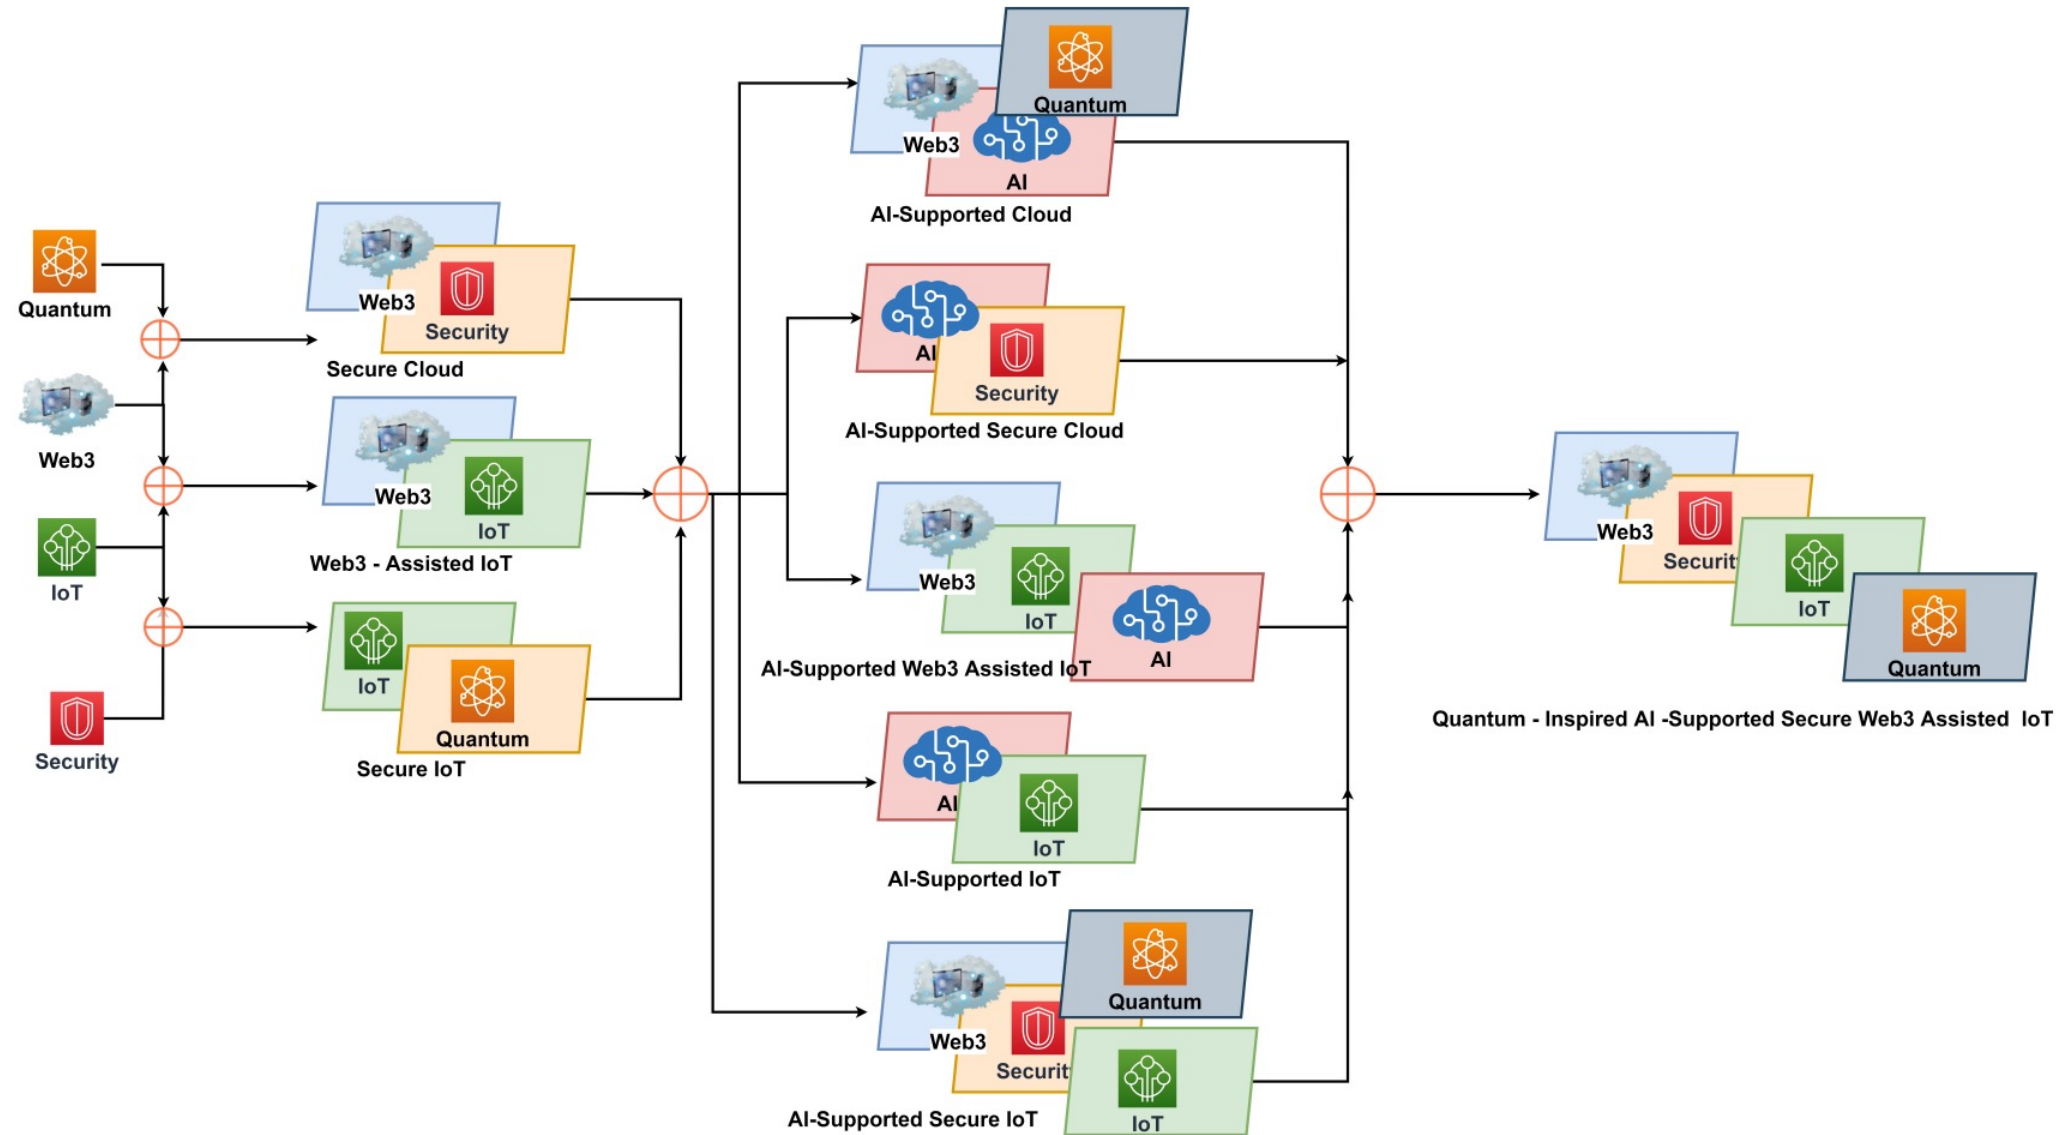 Quantum
Web3
IoT
Security
Web3
Security
Secure Cloud
Web3
IoT
Web3 - Assisted IoT
IoT
Quantum
Secure IoT
Quantum
Web3
AI
AI-Supported Cloud
AI
Security
AI-Supported Secure Cloud
Web3
IoT
AI
AI-Supported Web3 Assisted IoT
AI
IoT
AI-Supported IoT
Quantum
Web3
Securit
IoT
AI-Supported Secure IoT
Web3
Securit
IoT
Quantum
Quantum - Inspired AI -Supported Secure Web3 Assisted IoT